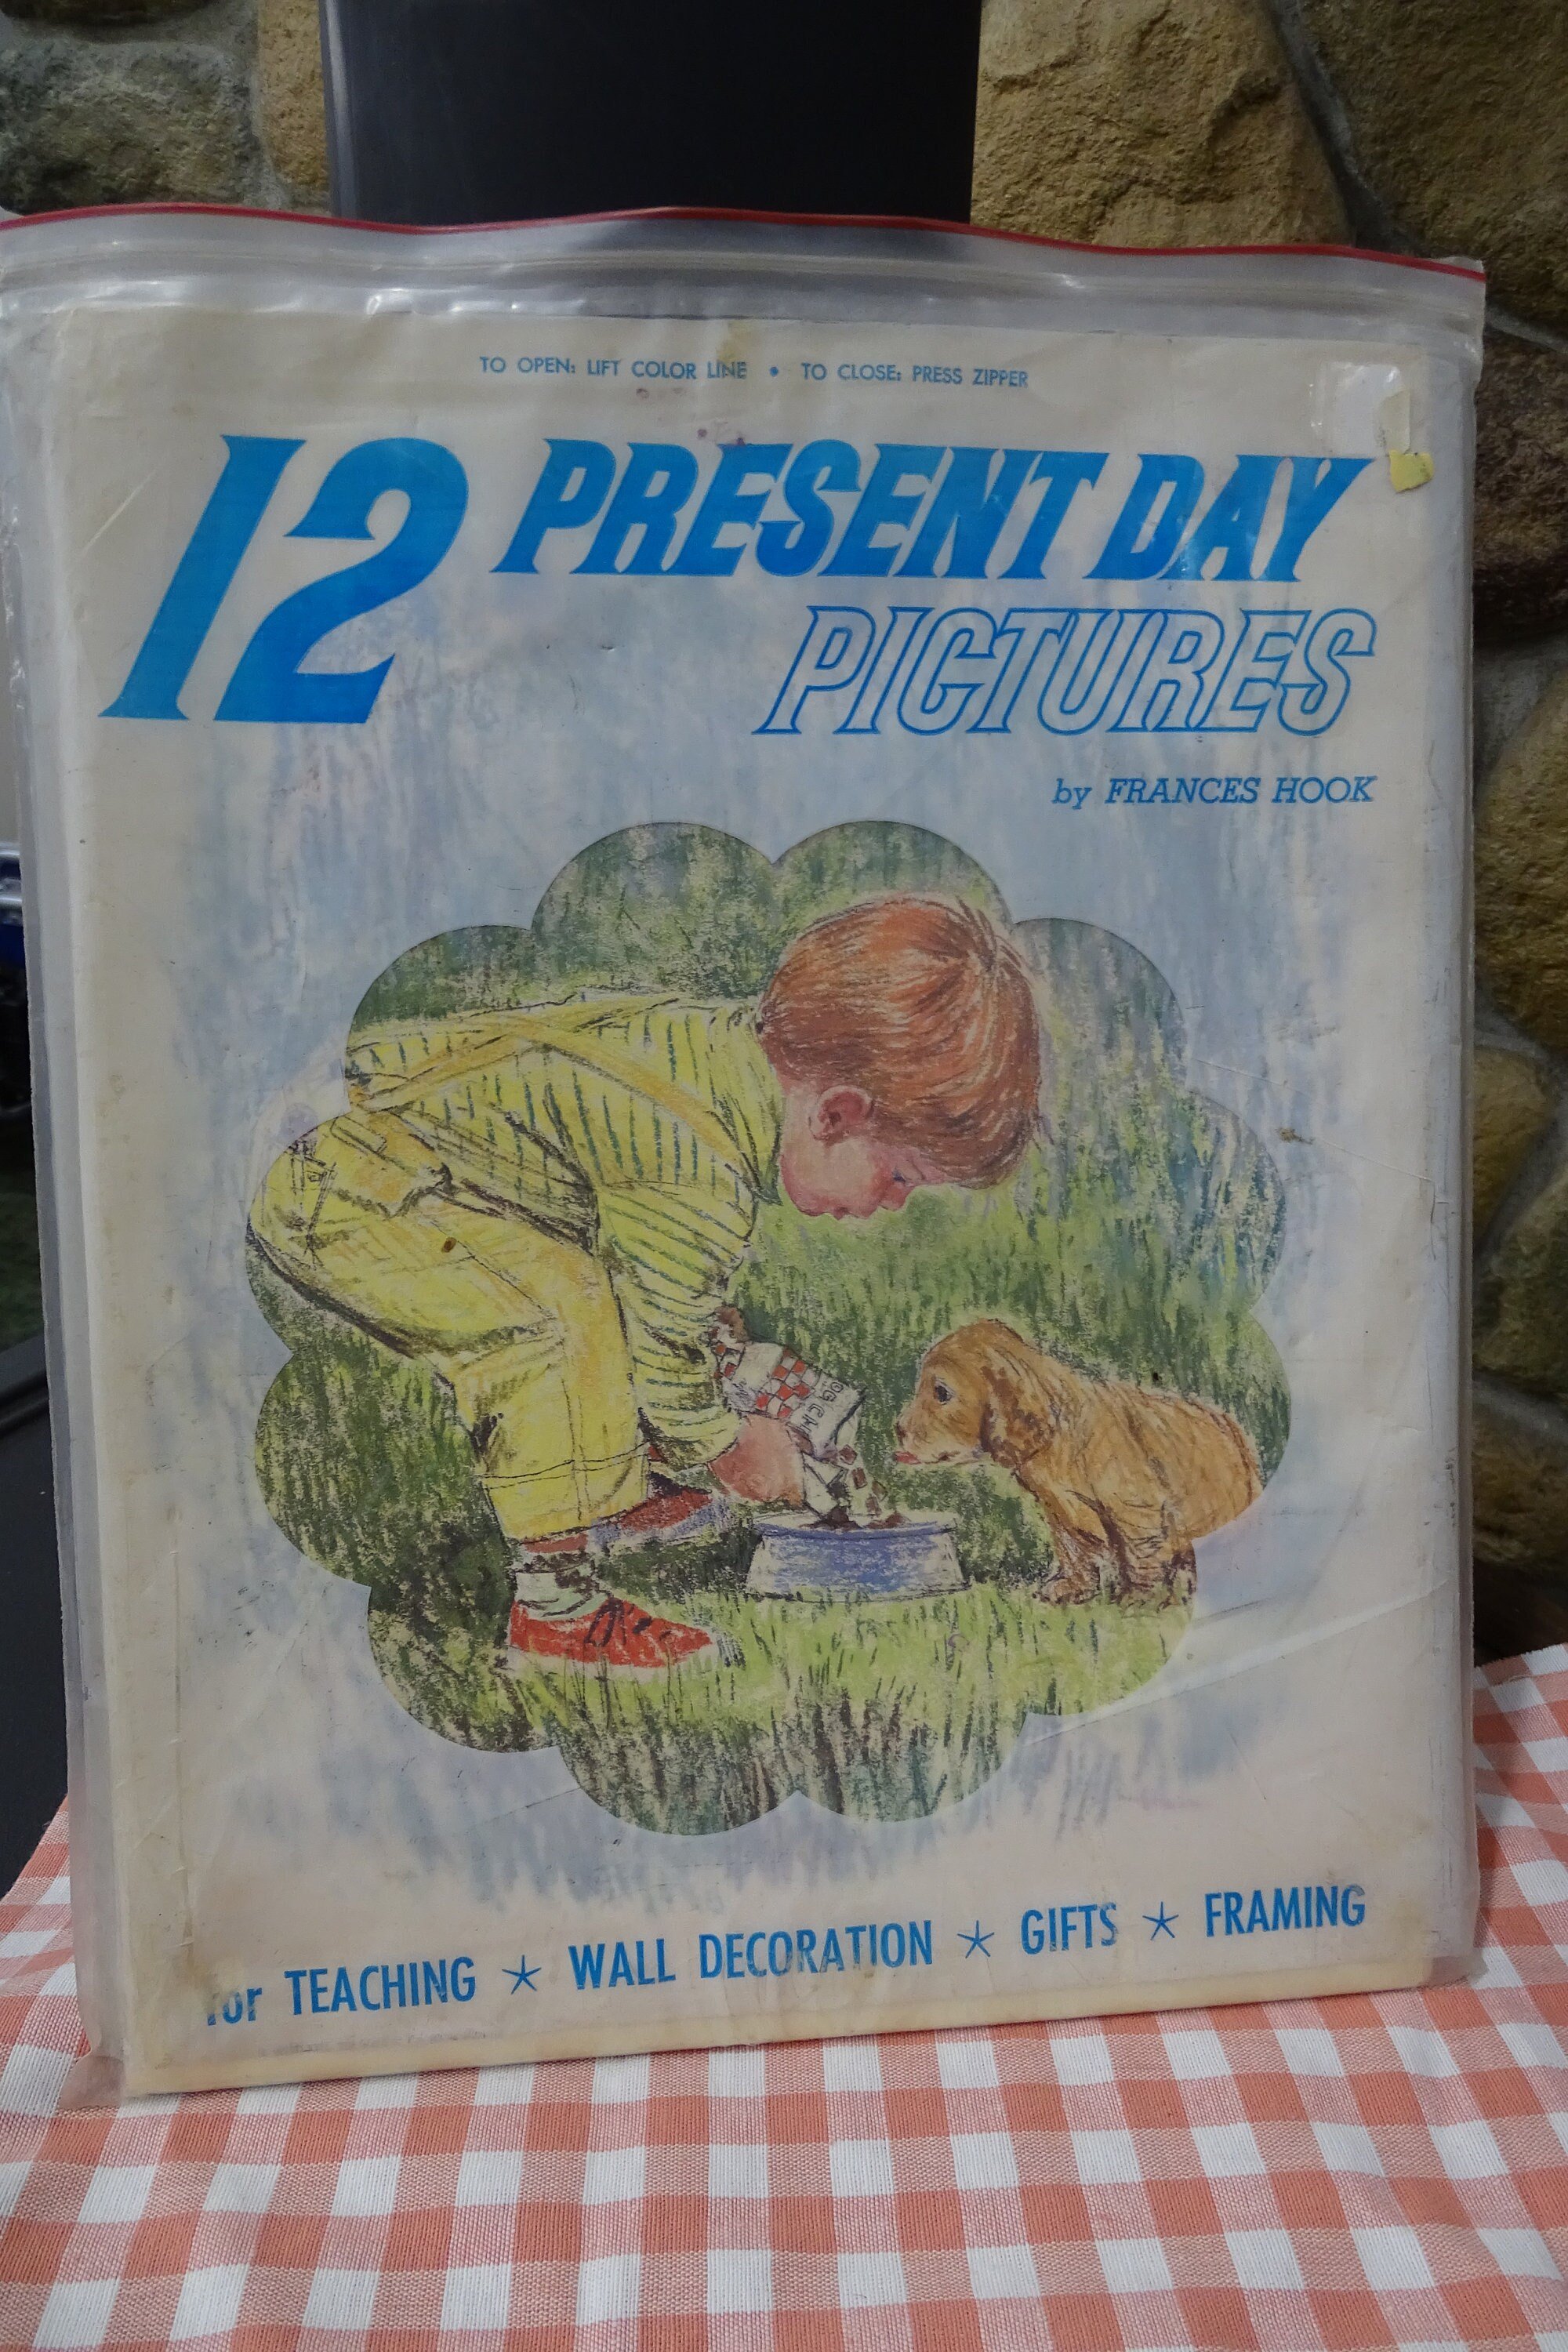 TO OPEN: LIFT COLOR LINE • TO CLOSE: PRESS ZIPPER
12 PRESENT DAY
PICTURES
by FRANCES HOOK
for TEACHING ★ WALL DECORATION ★ GIFTS ★ FRAMING